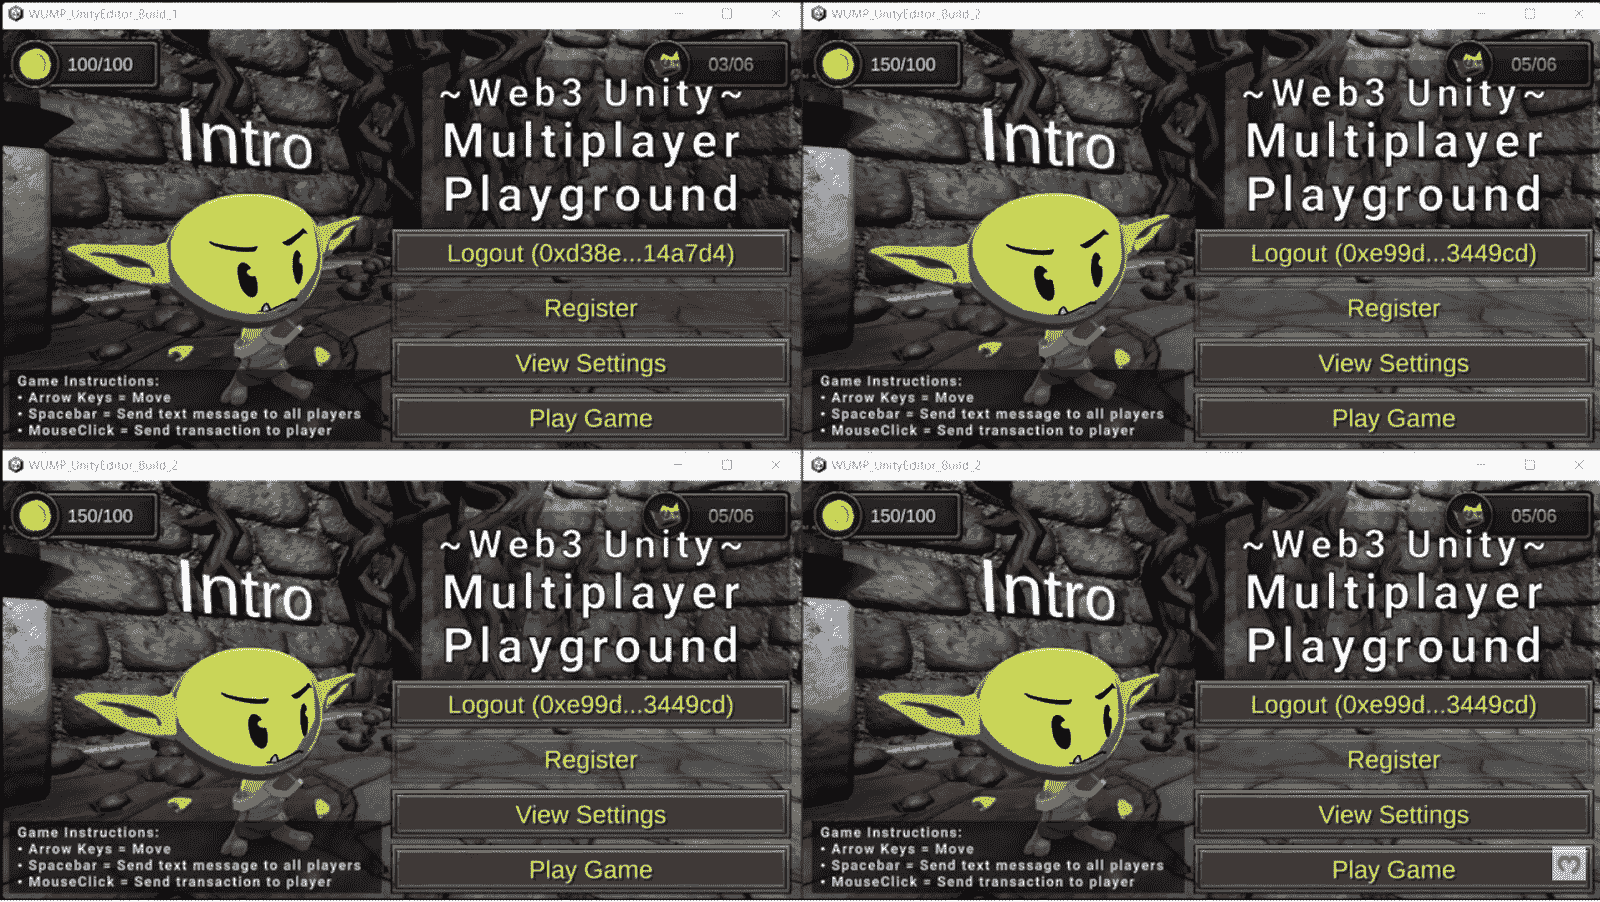 WUMP_UnityEditor_Build_1
100/100
03/06
Intro
~Web3 Unity~
Multiplayer
Playground
Logout (0xd38e...14a7d4)
Register
View Settings
Play Game
Game Instructions:
• Arrow Keys = Move
• Spacebar = Send text message to all players
• MouseClick = Send transaction to player
WUMP_UnityEditor_Build_2
150/100
05/06
Intro
~Web3 Unity~
Multiplayer
Playground
Logout (0xe99d...3449cd)
Register
View Settings
Play Game
Game Instructions:
• Arrow Keys = Move
• Spacebar = Send text message to all players
• MouseClick = Send transaction to player
WUMP_UnityEditor_Build_2
150/100
05/06
Intro
~Web3 Unity~
Multiplayer
Playground
Logout (0xe99d...3449cd)
Register
View Settings
Play Game
Game Instructions:
• Arrow Keys = Move
• Spacebar = Send text message to all players
• MouseClick = Send transaction to player
WUMP_UnityEditor_Build_2
150/100
05/06
Intro
~Web3 Unity~
Multiplayer
Playground
Logout (0xe99d...3449cd)
Register
View Settings
Play Game
Game Instructions:
• Arrow Keys = Move
• Spacebar = Send text message to all players
• MouseClick = Send transaction to player